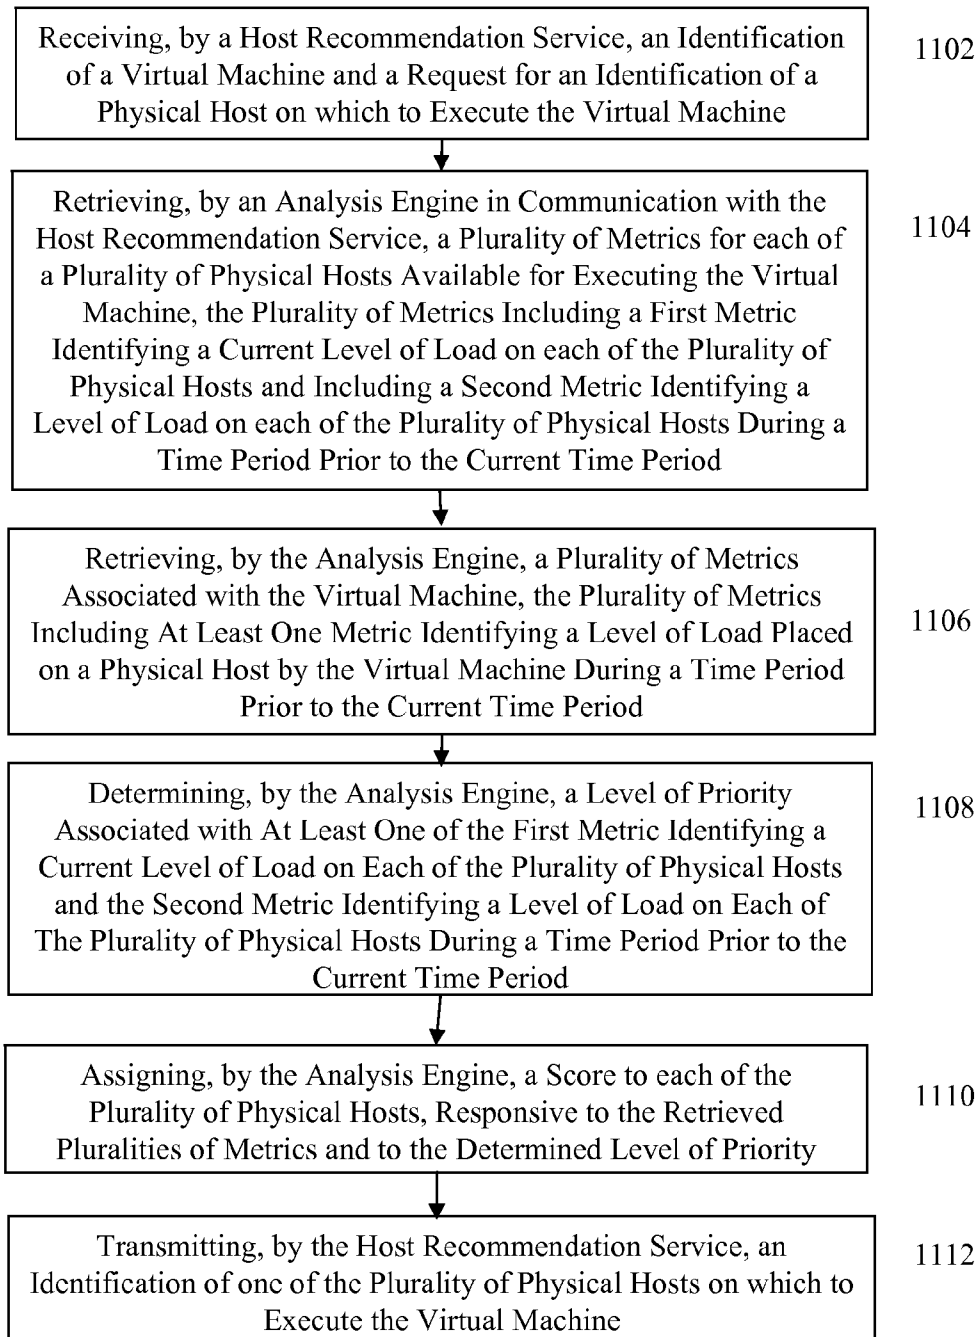 Receiving, by a Host Recommendation Service, an Identification
of a Virtual Machine and a Request for an Identification of a
Physical Host on which to Execute the Virtual Machine
1102
Retrieving, by an Analysis Engine in Communication with the
Host Recommendation Service, a Plurality of Metrics for each of
a Plurality of Physical Hosts Available for Executing the Virtual
Machine, the Plurality of Metrics Including a First Metric
Identifying a Current Level of Load on each of the Plurality of
Physical Hosts and Including a Second Metric Identifying a
Level of Load on each of the Plurality of Physical Hosts During a
Time Period Prior to the Current Time Period
1104
Retrieving, by the Analysis Engine, a Plurality of Metrics
Associated with the Virtual Machine, the Plurality of Metrics
Including At Least One Metric Identifying a Level of Load Placed
on a Physical Host by the Virtual Machine During a Time Period
Prior to the Current Time Period
1106
Determining, by the Analysis Engine, a Level of Priority
Associated with At Least One of the First Metric Identifying a
Current Level of Load on Each of the Plurality of Physical Hosts
and the Second Metric Identifying a Level of Load on Each of
The Plurality of Physical Hosts During a Time Period Prior to the
Current Time Period
1108
Assigning, by the Analysis Engine, a Score to each of the
Plurality of Physical Hosts, Responsive to the Retrieved
Pluralities of Metrics and to the Determined Level of Priority
1110
Transmitting, by the Host Recommendation Service, an
Identification of one of the Plurality of Physical Hosts on which to
Execute the Virtual Machine
1112